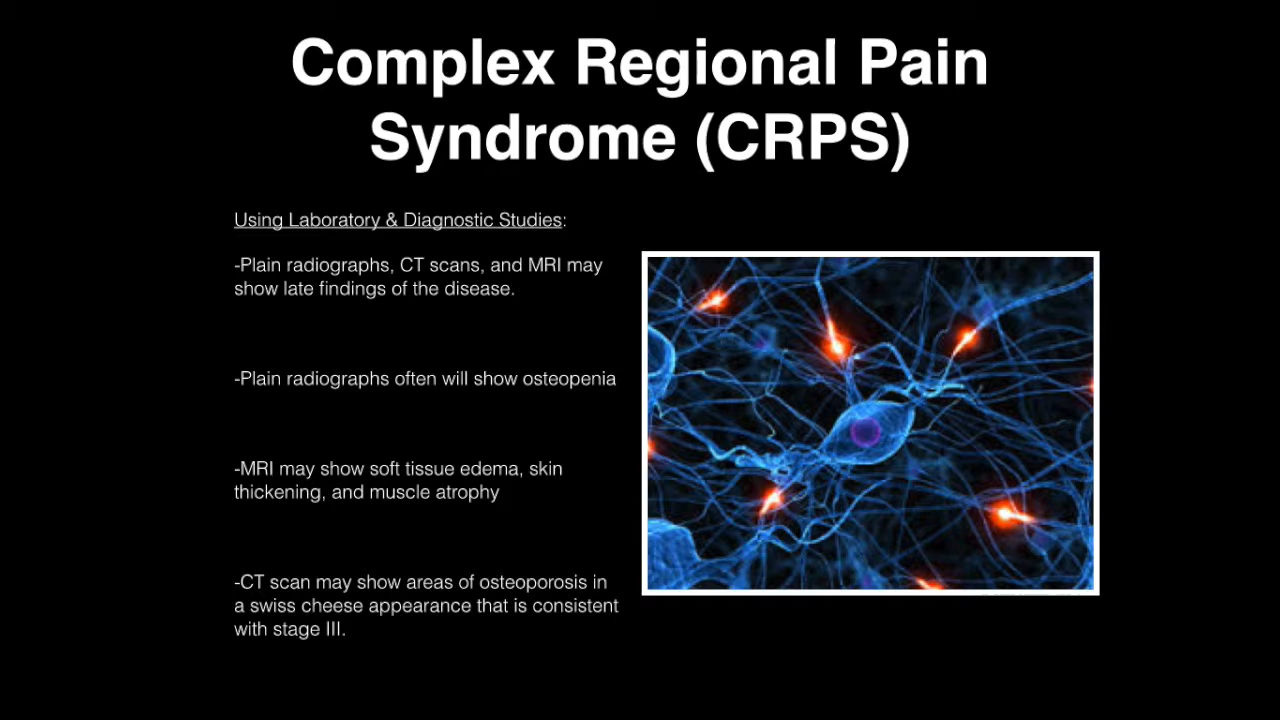 Complex Regional Pain
Syndrome (CRPS)
Using Laboratory & Diagnostic Studies:
-Plain radiographs, CT scans, and MRI may
show late findings of the disease.
-Plain radiographs often will show osteopenia
-MRI may show soft tissue edema, skin
thickening, and muscle atrophy
-CT scan may show areas of osteoporosis in
a swiss cheese appearance that is consistent
with stage III.